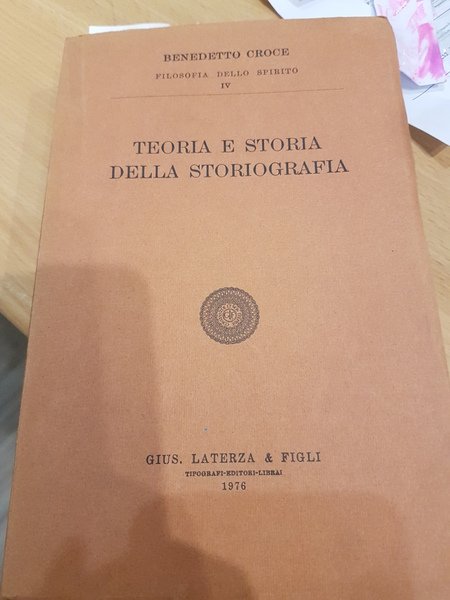 BENEDETTO CROCE
FILOSOFIA DELLO SPIRITO
IV
TEORIA E STORIA
DELLA STORIOGRAFIA
GIUS. LATERZA & FIGLI
TIPOGRAFI-EDITORI-LIBRAI
1976